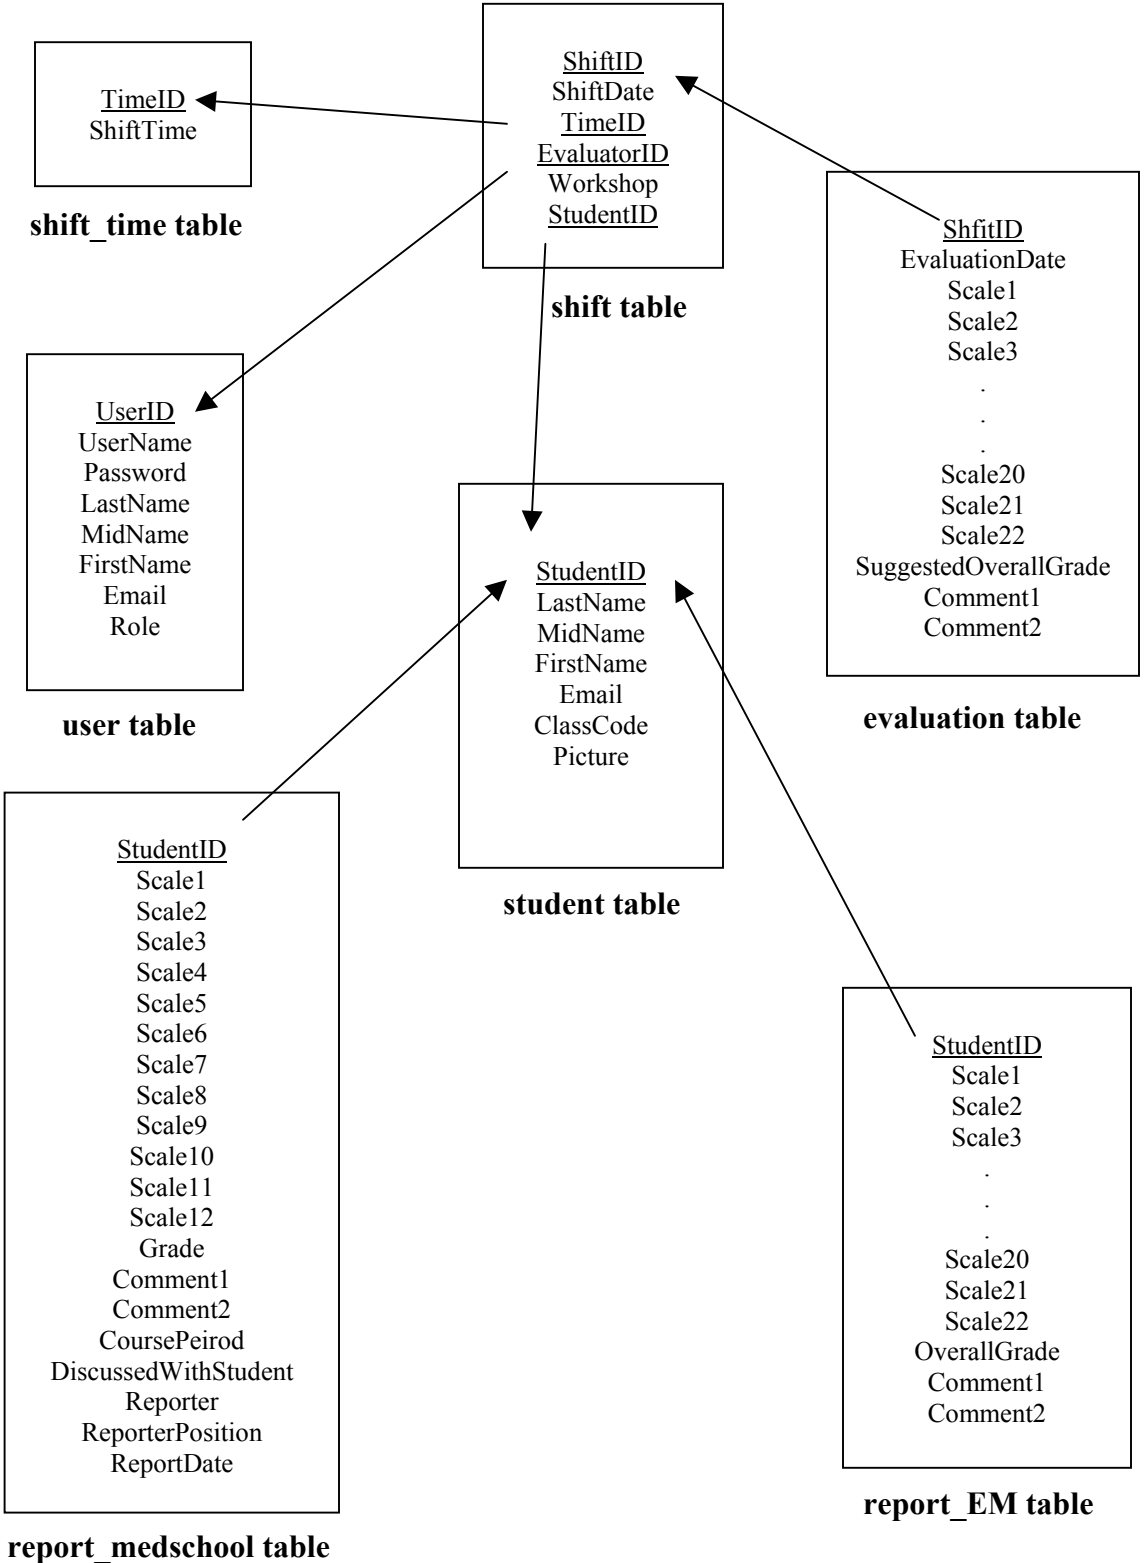 TimeID
ShiftTime
shift_time table
ShiftID
ShiftDate
TimeID
EvaluatorID
Workshop
StudentID
shift table
ShfitID
EvaluationDate
Scale1
Scale2
Scale3
.
.
.
Scale20
Scale21
Scale22
SuggestedOverallGrade
Comment1
Comment2
evaluation table
UserID
UserName
Password
LastName
MidName
FirstName
Email
Role
user table
StudentID
LastName
MidName
FirstName
Email
ClassCode
Picture
student table
StudentID
Scale1
Scale2
Scale3
Scale4
Scale5
Scale6
Scale7
Scale8
Scale9
Scale10
Scale11
Scale12
Grade
Comment1
Comment2
CoursePeirod
DiscussedWithStudent
Reporter
ReporterPosition
ReportDate
report_medschool table
StudentID
Scale1
Scale2
Scale3
.
.
.
Scale20
Scale21
Scale22
OverallGrade
Comment1
Comment2
report_EM table